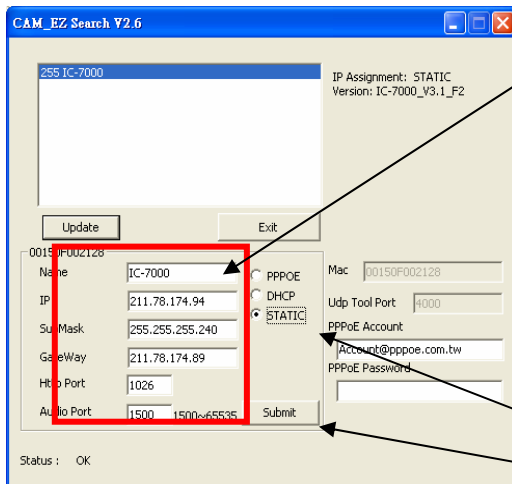 CAM_EZ Search V2.6
255 IC-7000
IP Assignment: STATIC
Version: IC-7000_V3.1_F2
Update
Exit
00150F002128
Name
IC-7000
PPPOE
Mac
00150F002128
IP
211.78.174.94
DHCP
Udp Tool Port
4000
SubMask
255.255.255.240
STATIC
PPPoE Account
Account@pppoe.com.tw
GateWay
211.78.174.89
PPPoE Password
Http Port
1026
Audio Port
1500
1500~65535
Submit
Status : OK